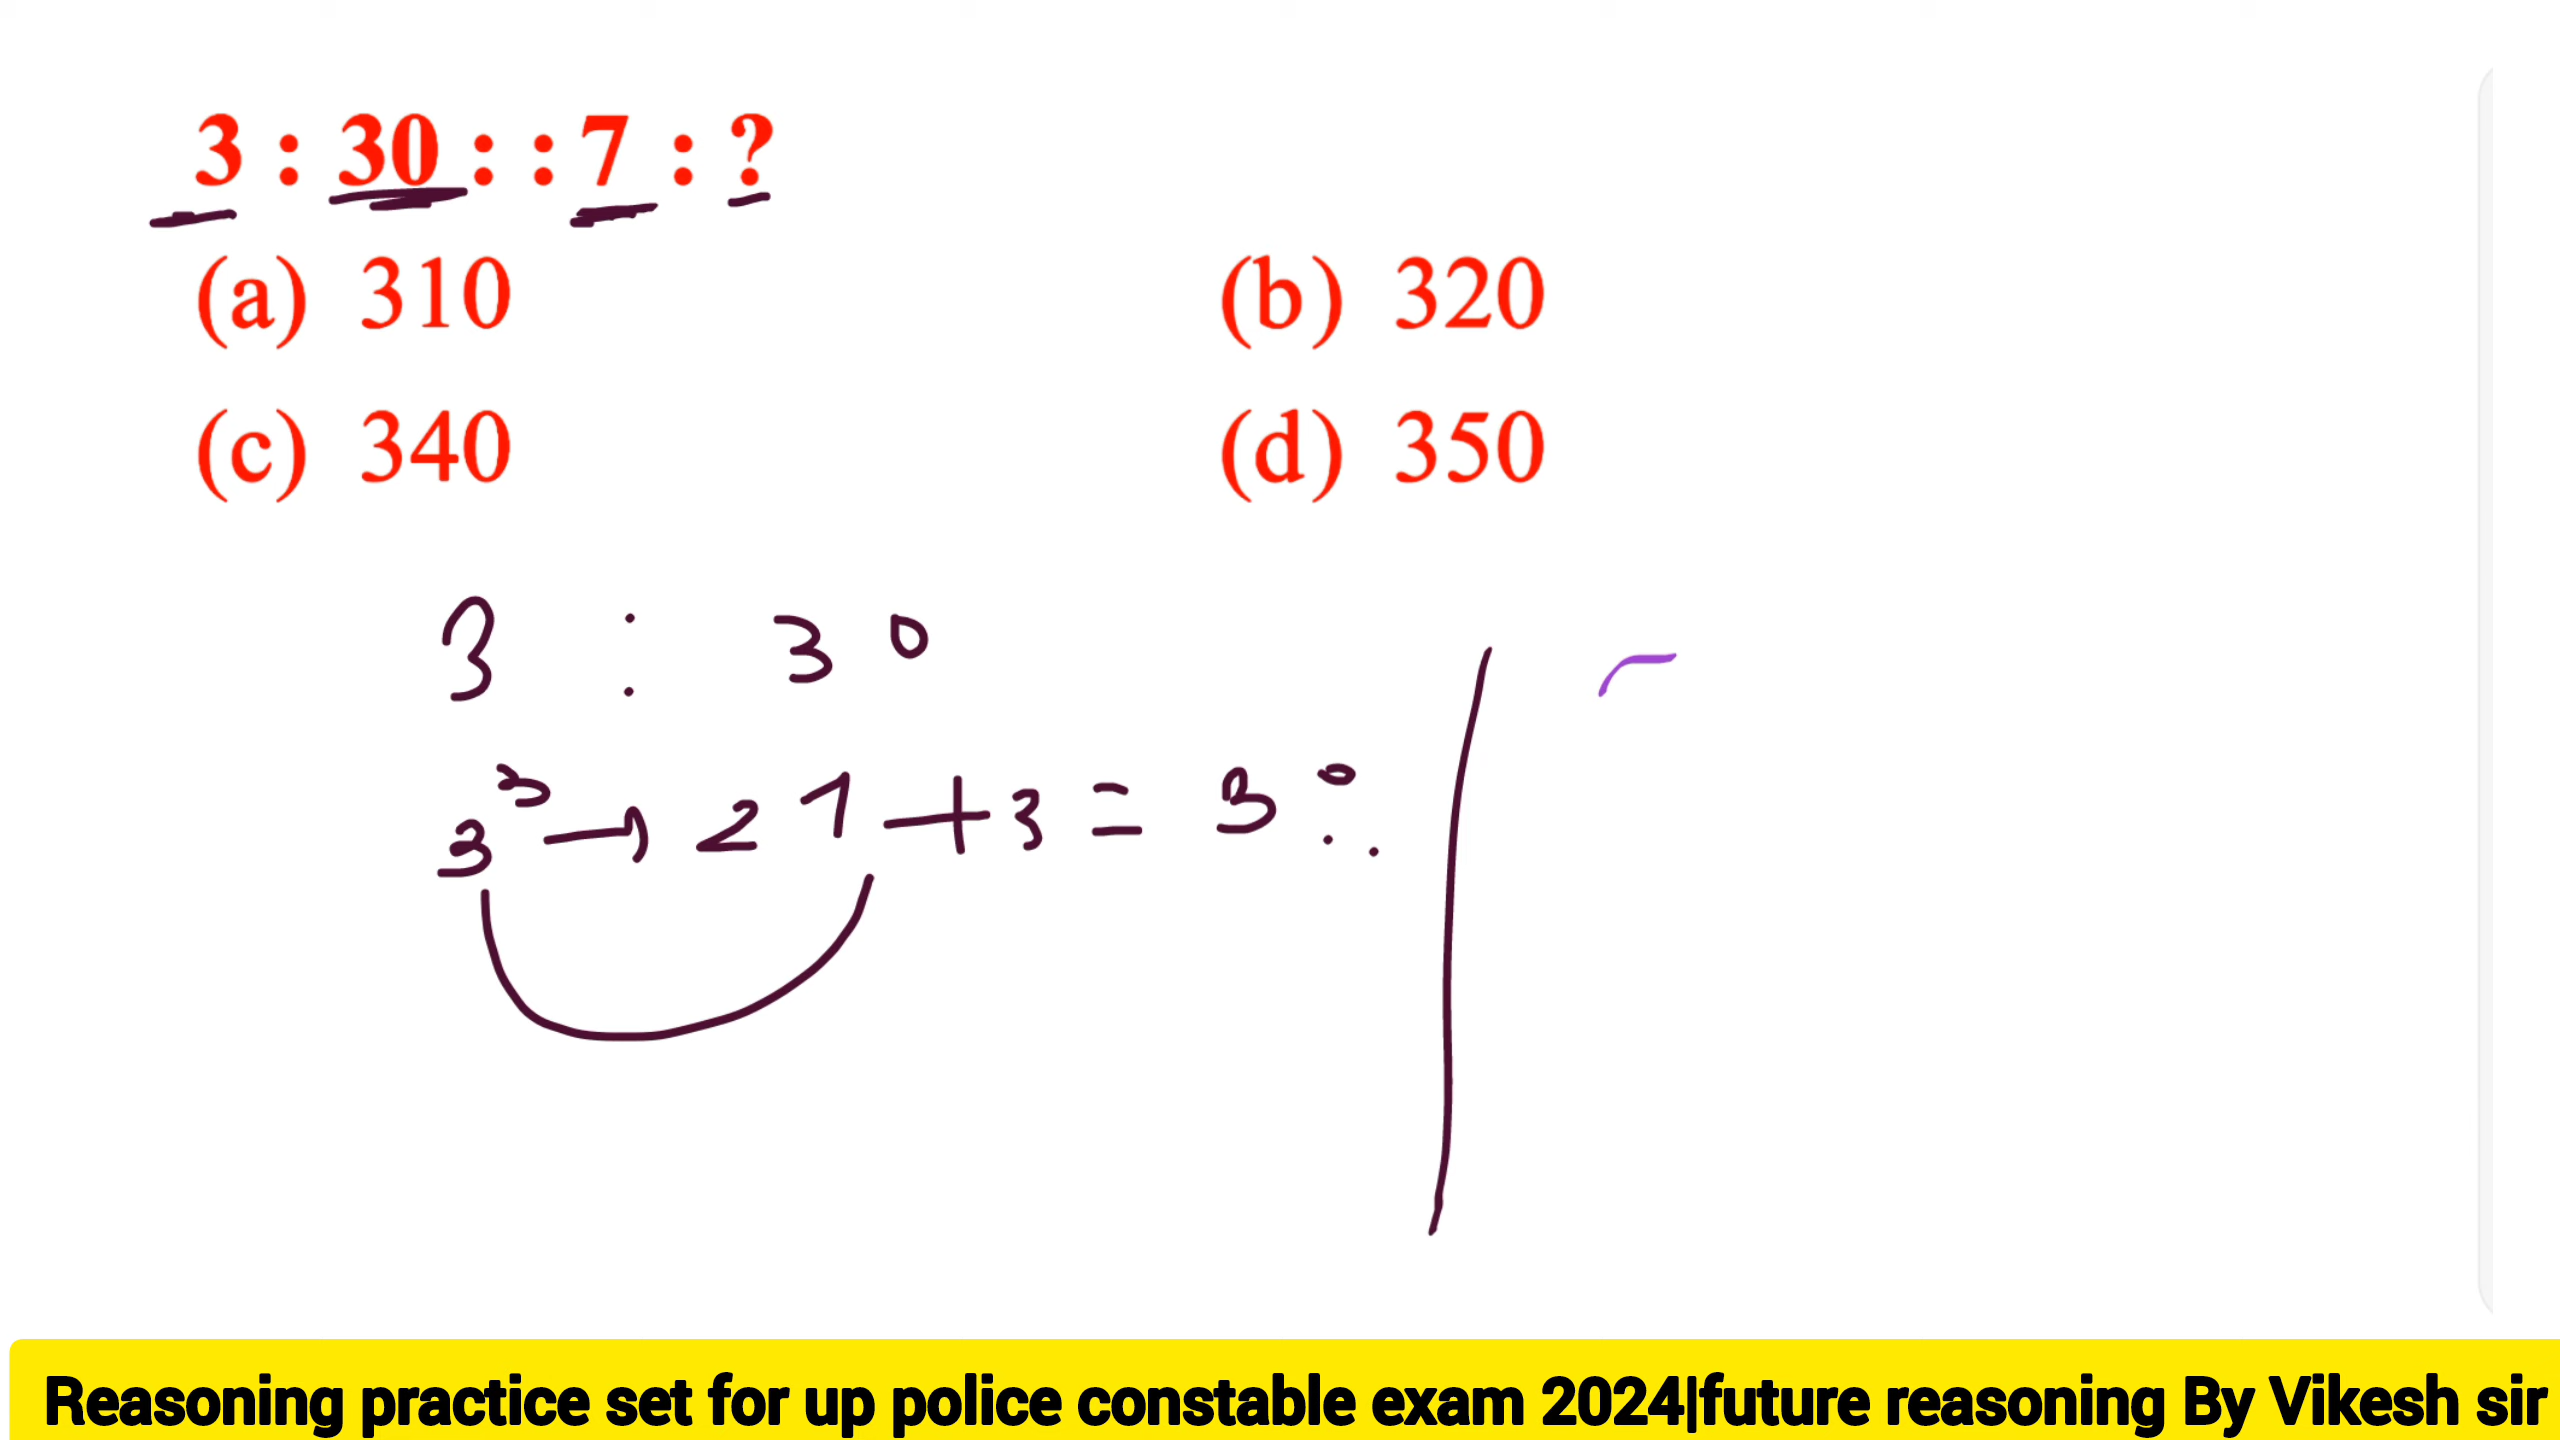 3 : 30 : : 7 : ?
(a) 310 (b) 320
(c) 340 (d) 350
3 : 30
3³ → 27 + 3 = 30
Reasoning practice set for up police constable exam 2024|future reasoning By Vikesh sir